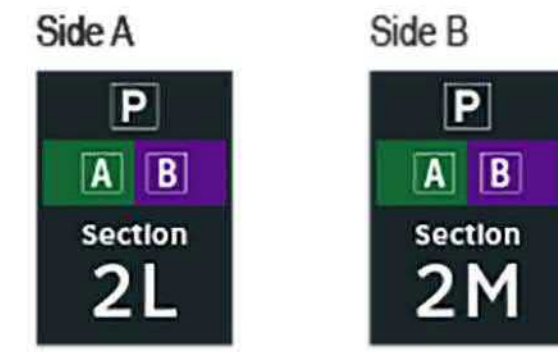 Side A
P
A B
Section
2L
Side B
P
A B
Section
2M